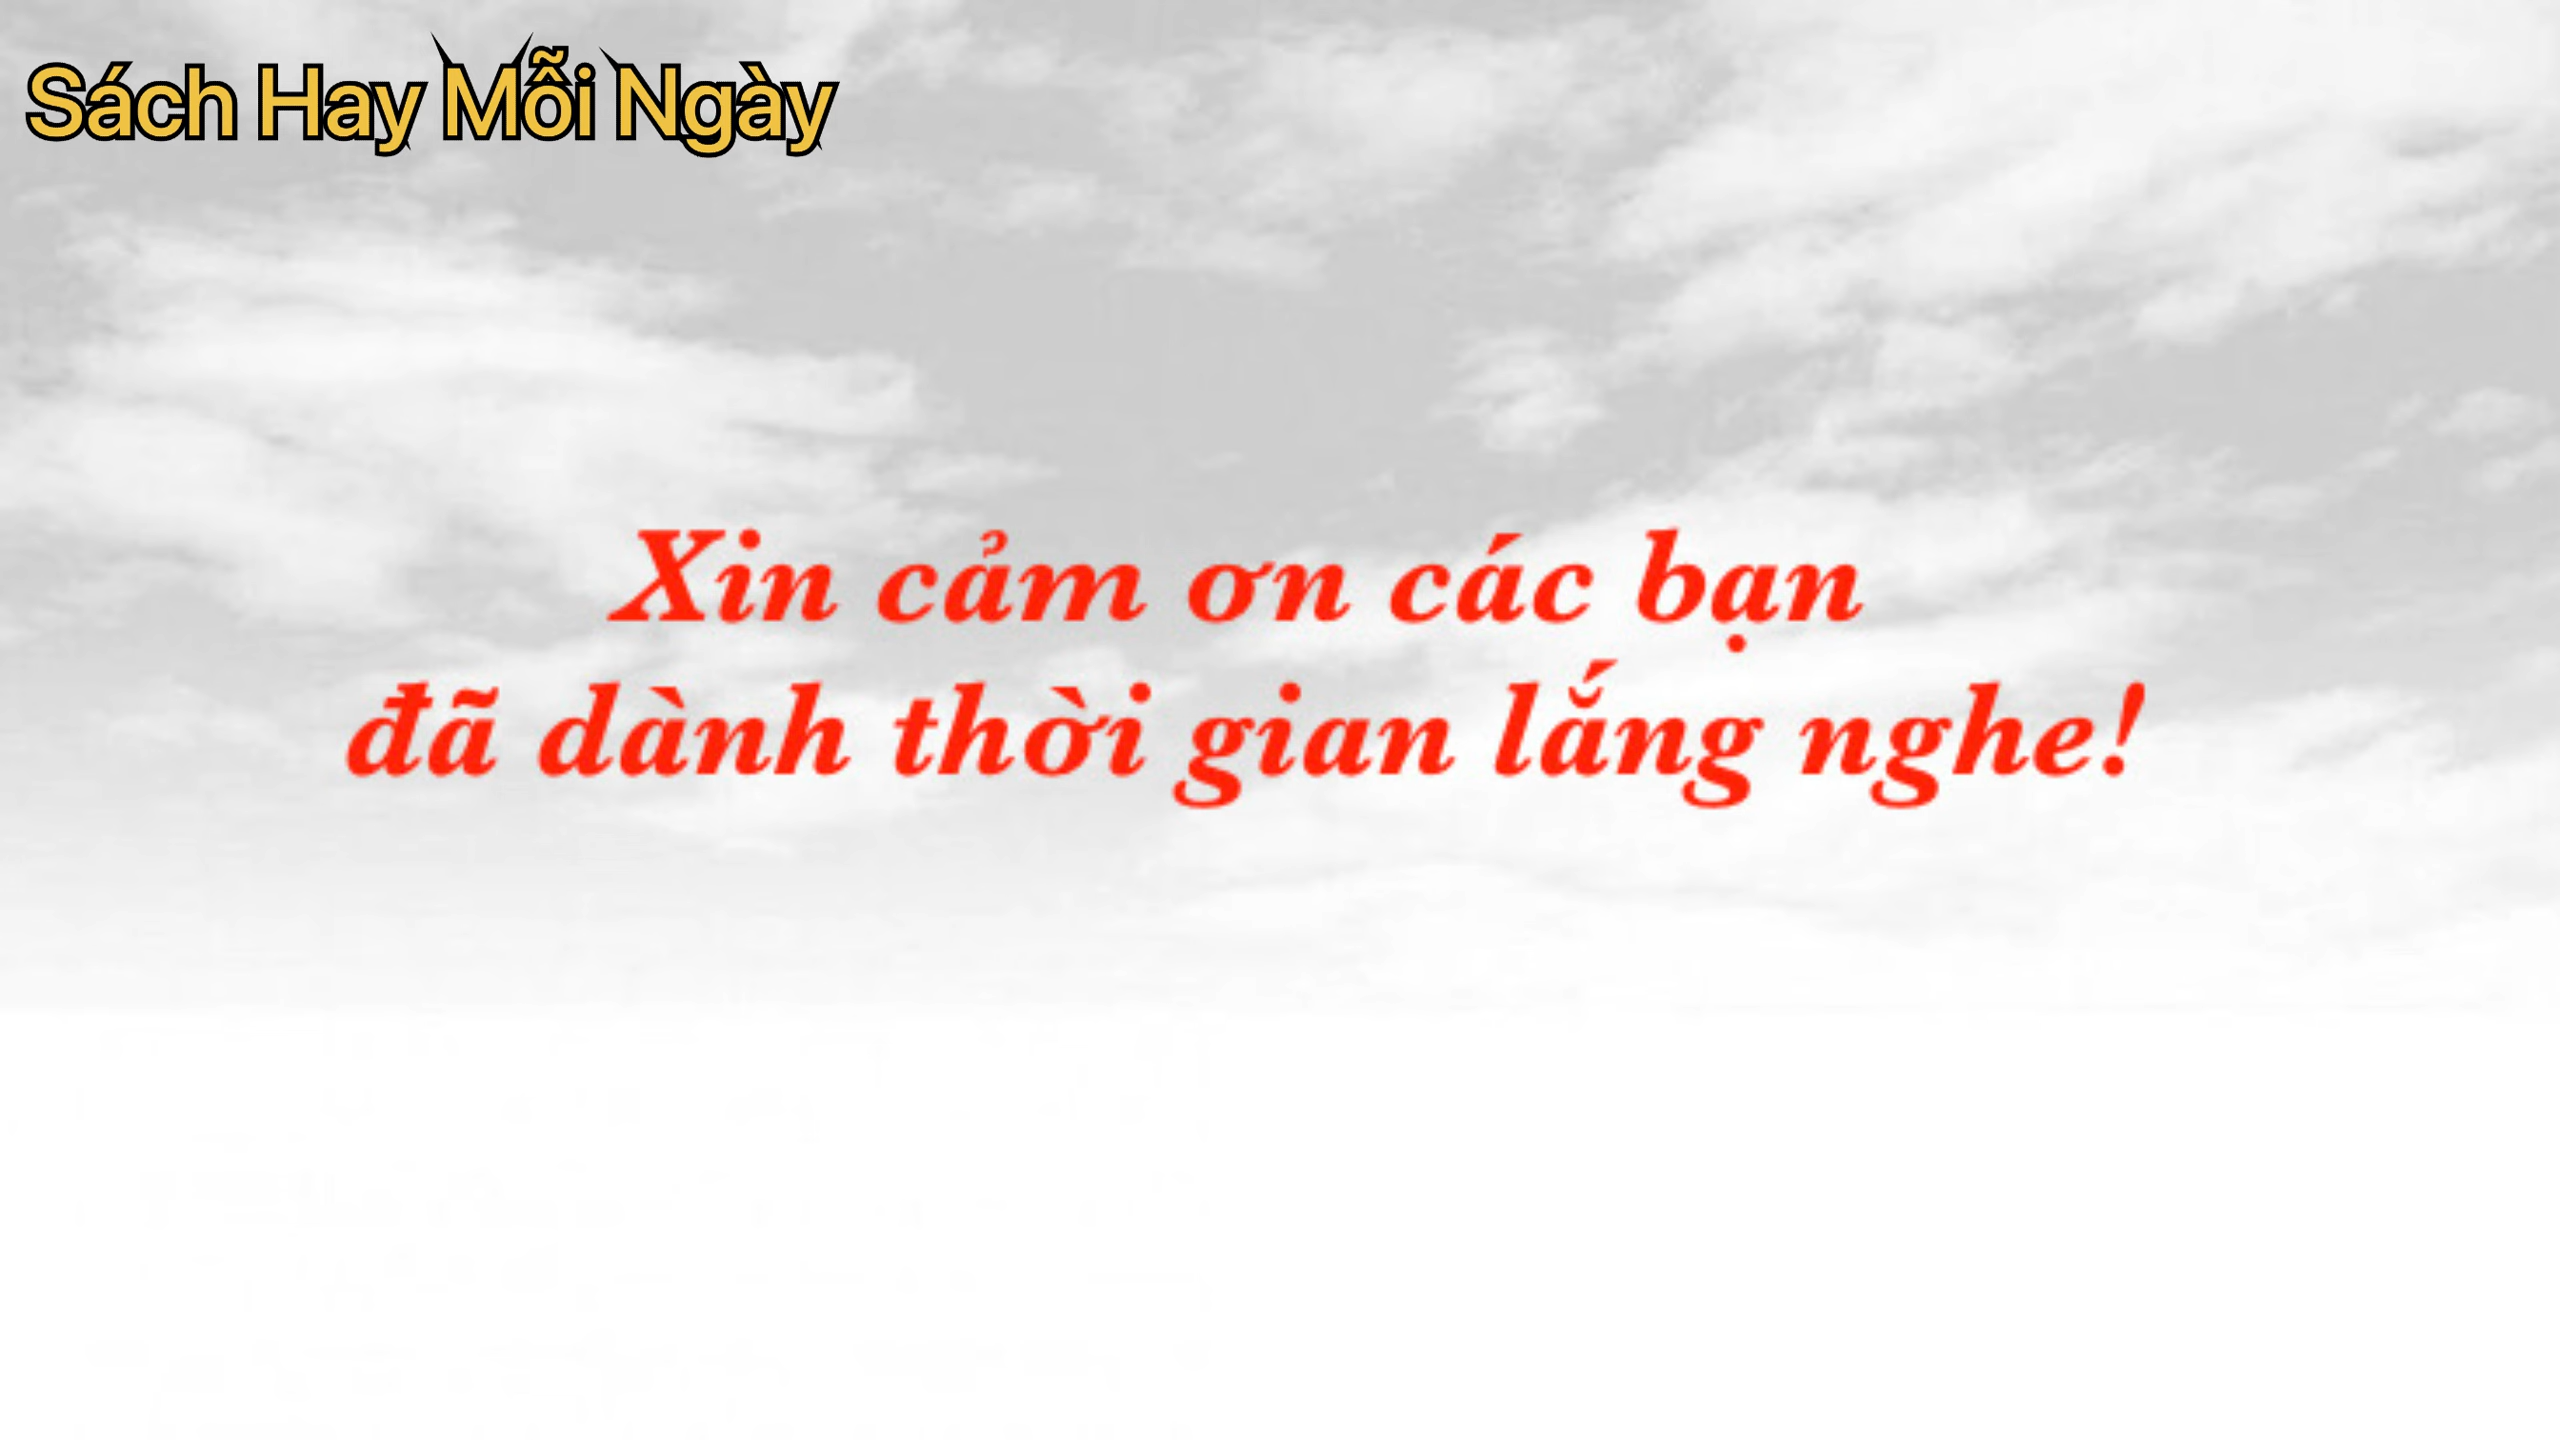 Sách Hay Mỗi Ngày
Xin cảm ơn các bạn
đã dành thời gian lắng nghe!